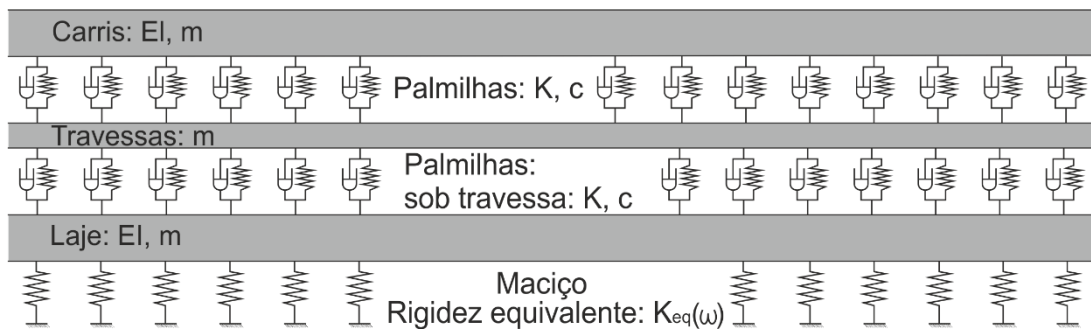 Carris: EI, m
Palmilhas: K, c
Travessas: m
Palmilhas:
sob travessa: K, c
Laje: EI, m
Maciço
Rigidez equivalente: Keq(ω)